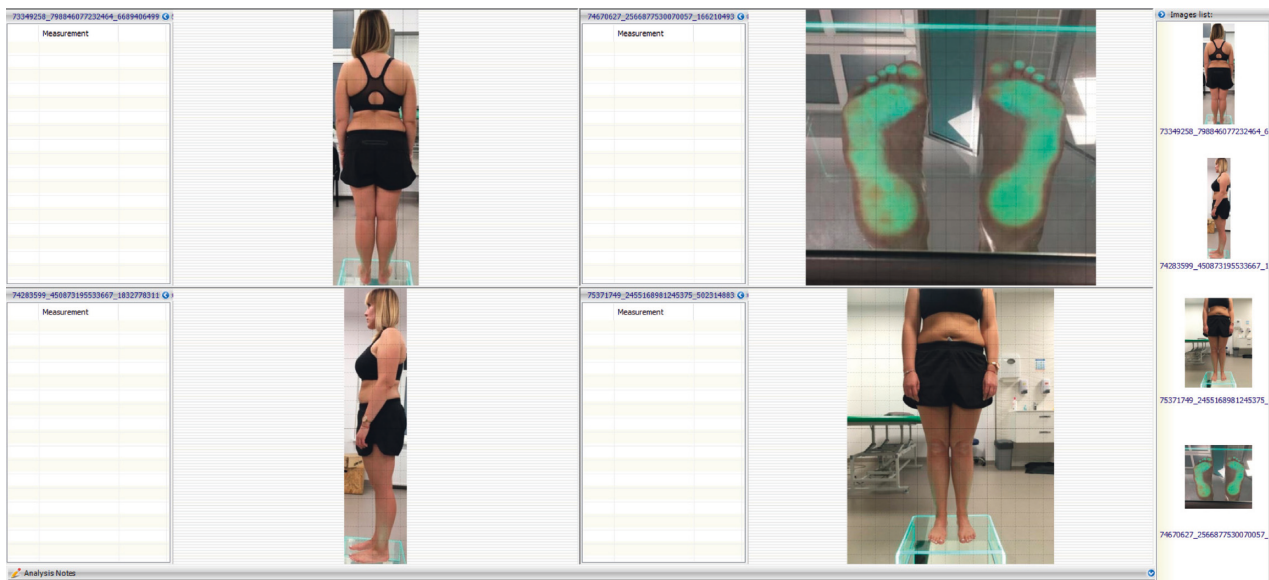 73349258_798846077232464_6689406499
Measurement
74670627_2566877530070057_166210493
Measurement
74283599_450873195533667_1832778311
Measurement
75371749_2455168981245375_502314883
Measurement
Images list:
73349258_798846077232464_6
74283599_450873195533667_1
75371749_2455168981245375_
74670627_2566877530070057_
Analysis Notes